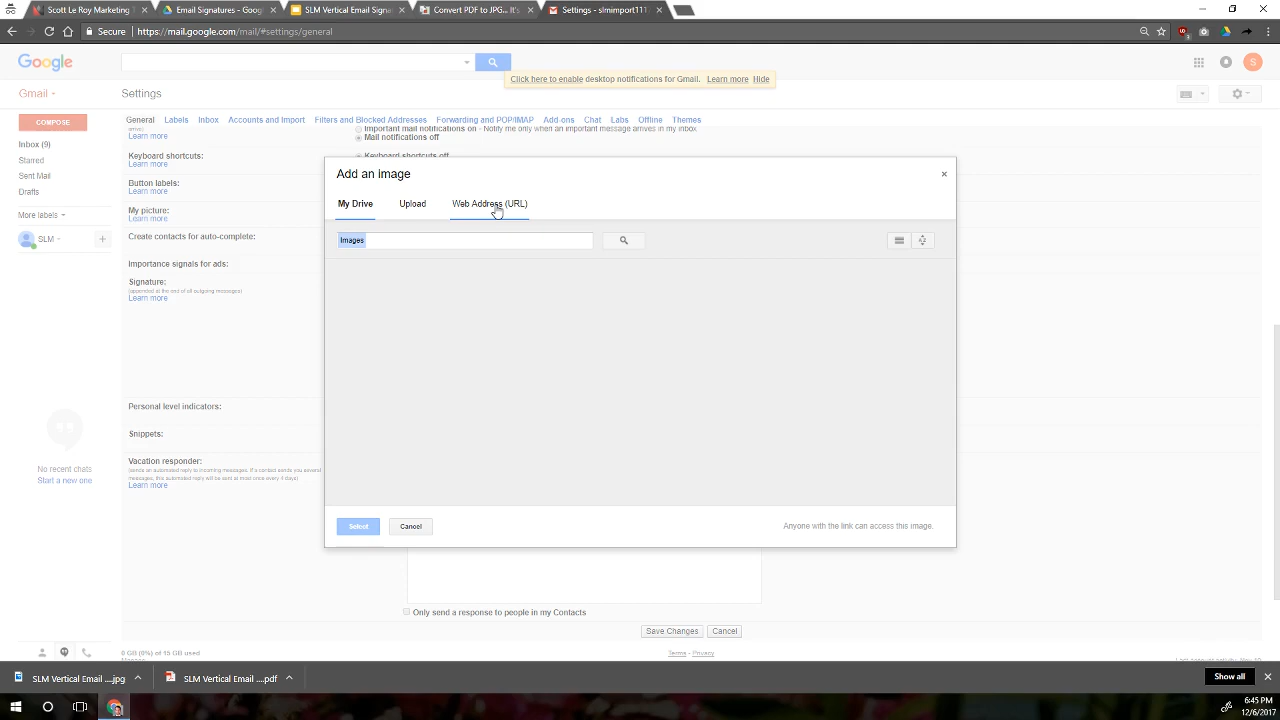 Scott Le Roy Marketing
Email Signatures - Goog
SLM Vertical Email Sign
Convert PDF to JPG... It's
Settings - slmimport111
Secure
https://mail.google.com/mail/#settings/general
Google
Click here to enable desktop notifications for Gmail. Learn more Hide
S
Gmail
Settings
COMPOSE
General Labels Inbox Accounts and Import Filters and Blocked Addresses Forwarding and POP/IMAP Add-ons Chat Labs Offline Themes
Important mail notifications on - Notify me only when an important message arrives in my inbox
Learn more
Mail notifications off
Inbox (9)
Starred
Sent Mail
Drafts
More labels
SLM
Keyboard shortcuts:
Learn more
Keyboard shortcuts off
Button labels:
Learn more
My picture:
Learn more
Create contacts for auto-complete:
Importance signals for ads:
Signature:
(appended at the end of all outgoing messages)
Learn more
Add an image
My Drive Upload Web Address (URL)
Images
Select
Cancel
Anyone with the link can access this image.
Personal level indicators:
Snippets:
Vacation responder:
(sends an automated reply to incoming messages. If a contact sends you several
messages, this automated reply will be sent at most once every 4 days)
Learn more
No recent chats
Start a new one
Only send a response to people in my Contacts
Save Changes
Cancel
0 GB (0%) of 15 GB used
Manage
Terms - Privacy
SLM Vertical Email ....jpg
SLM Vertical Email ....pdf
Show all
6:45 PM
12/6/2017